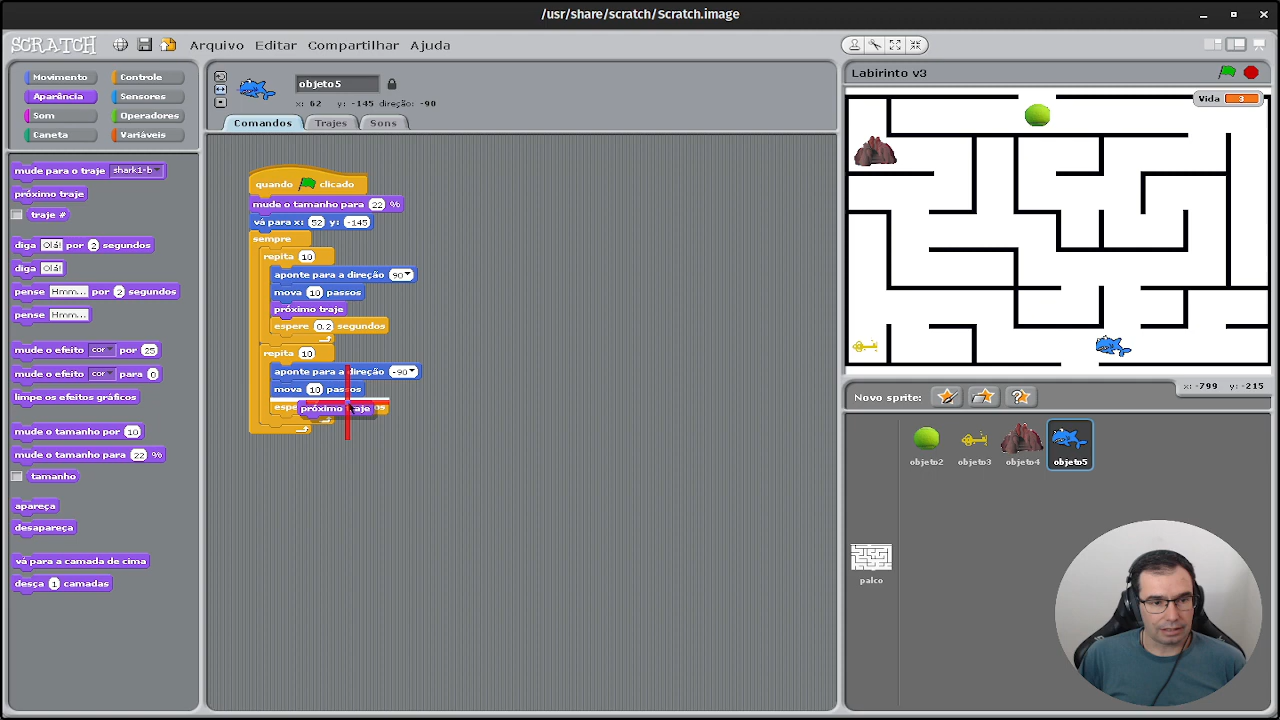 /usr/share/scratch/Scratch.image
SCRATCH Arquivo Editar Compartilhar Ajuda
Movimento Controle
Aparência Sensores
Som Operadores
Caneta Variáveis
mude para o traje shark1-b
próximo traje
traje #
diga Olá! por 2 segundos
diga Olá!
pense Hmm... por 2 segundos
pense Hmm...
mude o efeito cor por 25
mude o efeito cor para 0
limpe os efeitos gráficos
mude o tamanho por 10
mude o tamanho para 22 %
tamanho
apareça
desapareça
vá para a camada de cima
desça 1 camadas
objeto5
x: 62 y: -145 direção: -90
Comandos Trajes Sons
quando clicado
mude o tamanho para 22 %
vá para x: 52 y: -145
sempre
repita 10
aponte para a direção 90
mova 10 passos
próximo traje
espere 0.2 segundos
repita 10
aponte para a direção -90
mova 10 passos
próximo traje
Labirinto v3
Vida 3
x: -799 y: -215
Novo sprite:
objeto2 objeto3 objeto4 objeto5
palco